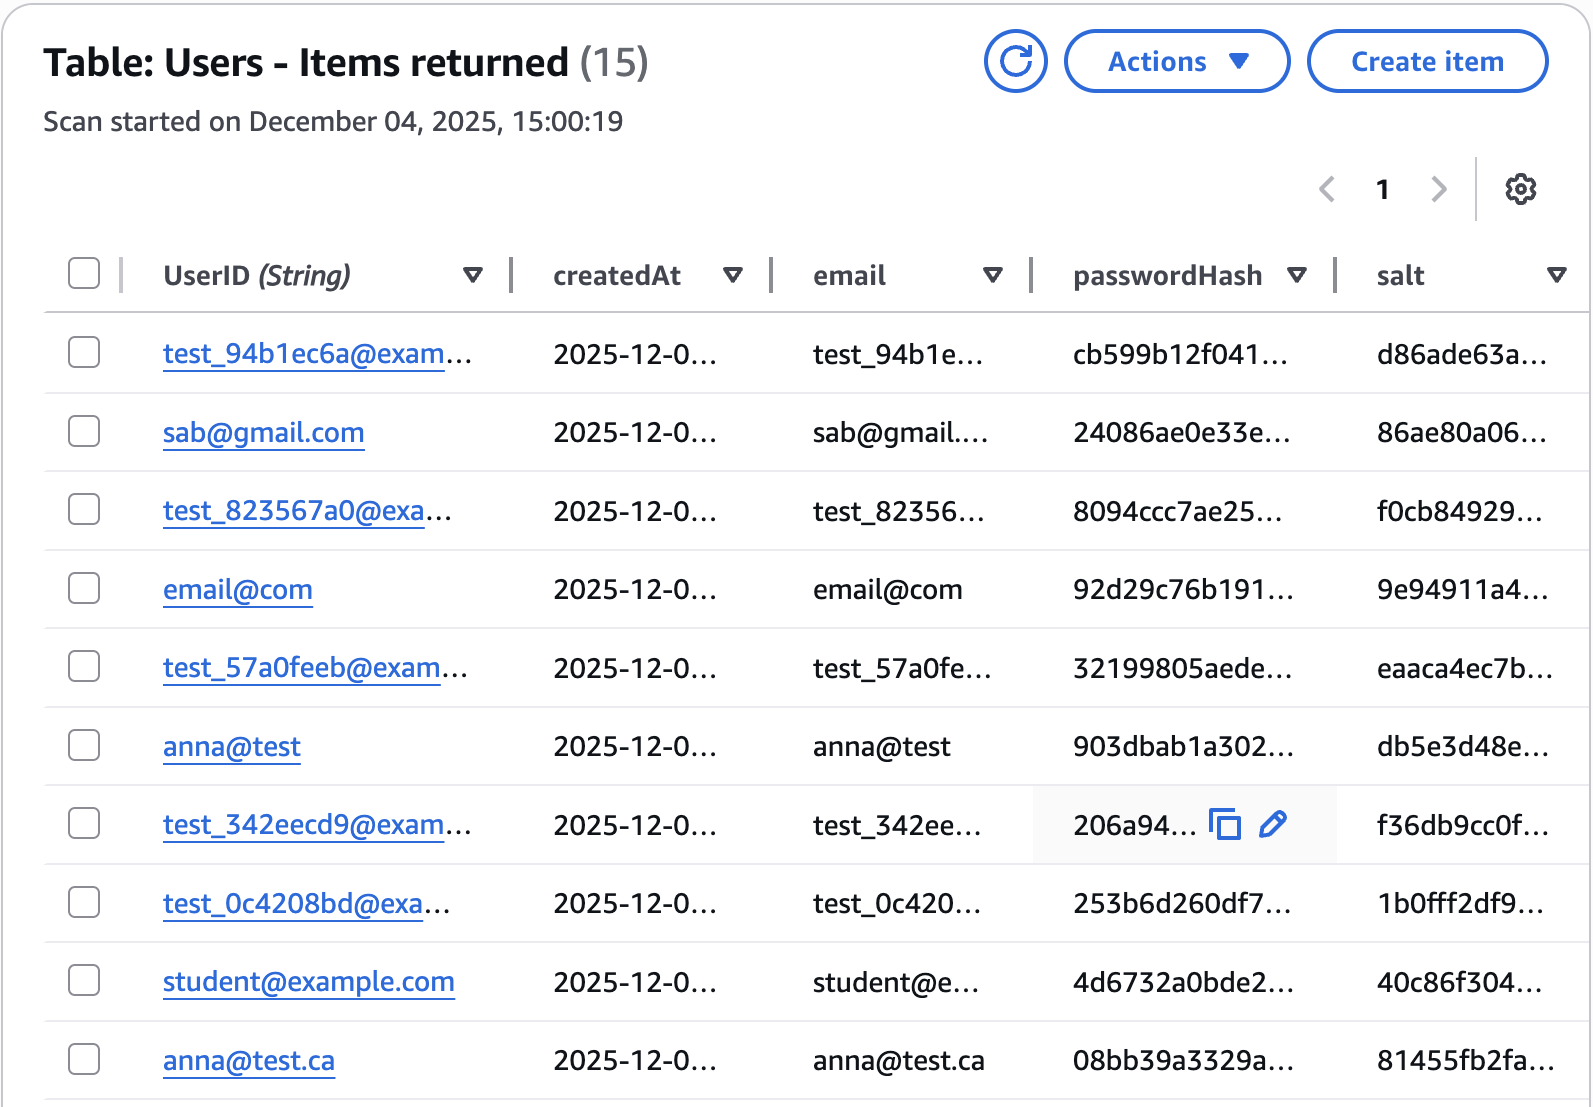 Table: Users - Items returned (15)
Actions
Create item
Scan started on December 04, 2025, 15:00:19
1
UserID (String) createdAt email passwordHash salt
test_94b1ec6a@exam... 2025-12-0... test_94b1e... cb599b12f041... d86ade63a...
sab@gmail.com 2025-12-0... sab@gmail.... 24086ae0e33e... 86ae80a06...
test_823567a0@exa... 2025-12-0... test_82356... 8094ccc7ae25... f0cb84929...
email@com 2025-12-0... email@com 92d29c76b191... 9e94911a4...
test_57a0feeb@exam... 2025-12-0... test_57a0fe... 32199805aede... eaaca4ec7b...
anna@test 2025-12-0... anna@test 903dbab1a302... db5e3d48e...
test_342eecd9@exam... 2025-12-0... test_342ee... 206a94... f36db9cc0f...
test_0c4208bd@exa... 2025-12-0... test_0c420... 253b6d260df7... 1b0fff2df9...
student@example.com 2025-12-0... student@e... 4d6732a0bde2... 40c86f304...
anna@test.ca 2025-12-0... anna@test.ca 08bb39a3329a... 81455fb2fa...